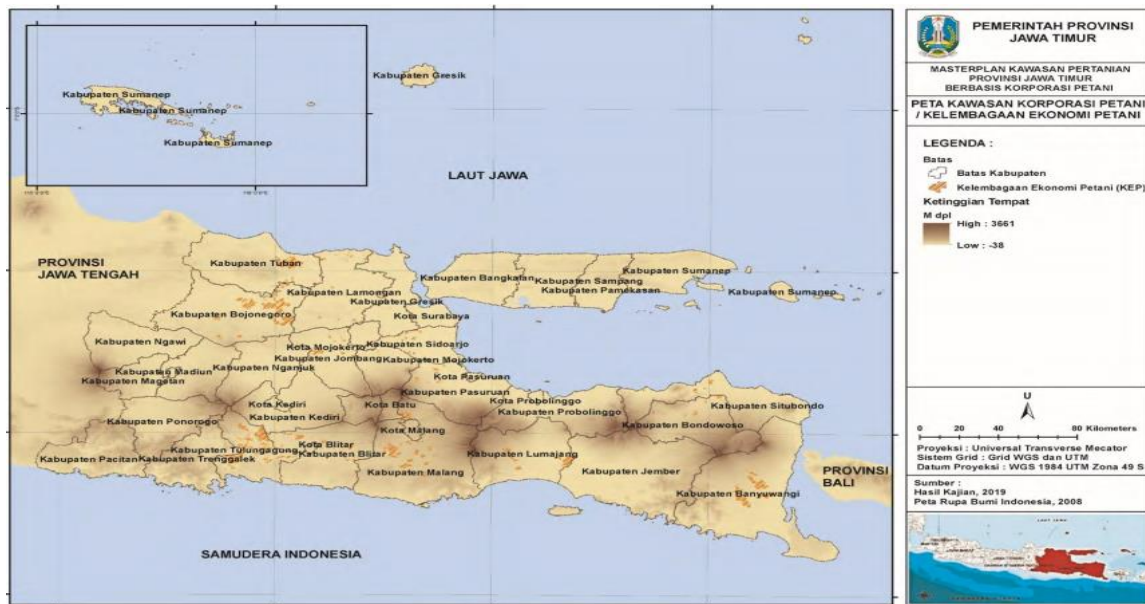 Kabupaten Sumanep
Kabupaten Sumanep
Kabupaten Sumanep
Kabupaten Gresik
LAUT JAWA
PROVINSI
JAWA TENGAH
Kabupaten Tuban
Kabupaten Lamongan
Kabupaten Gresik
Kabupaten Bojonegoro
Kota Surabaya
Kabupaten Bangkalan
Kabupaten Sampang
Kabupaten Pamekasan
Kabupaten Sumanep
Kabupaten Sumanep
Kabupaten Ngawi
Kota Mojokerto
Kabupaten Sidoarjo
Kabupaten Jombang
Kabupaten Mojokerto
Kabupaten Madiun
Kabupaten Nganjuk
Kabupaten Magetan
Kota Pasuruan
Kabupaten Pasuruan
Kota Kediri
Kota Batu
Kota Probolinggo
Kabupaten Probolinggo
Kabupaten Situbondo
Kabupaten Ponorogo
Kabupaten Kediri
Kota Malang
Kabupaten Bondowoso
Kabupaten Tulungagung
Kota Blitar
Kabupaten Pacitan
Kabupaten Trenggalek
Kabupaten Blitar
Kabupaten Malang
Kabupaten Lumajang
Kabupaten Jember
Kabupaten Banyuwangi
PROVINSI
BALI
SAMUDERA INDONESIA
PEMERINTAH PROVINSI
JAWA TIMUR
MASTERPLAN KAWASAN PERTANIAN
PROVINSI JAWA TIMUR
BERBASIS KORPORASI PETANI
PETA KAWASAN KORPORASI PETANI
/ KELEMBAGAAN EKONOMI PETANI
LEGENDA :
Batas
Batas Kabupaten
Kelembagaan Ekonomi Petani (KEP)
Ketinggian Tempat
M dpl
High : 3661
Low : -38
U
0 20 40 80 Kilometers
Proyeksi : Universal Transverse Mecator
Sistem Grid : Grid WGS dan UTM
Datum Proyeksi : WGS 1984 UTM Zona 49 S
Sumber :
Hasil Kajian, 2019
Peta Rupa Bumi Indonesia, 2008
LAUT JAWA